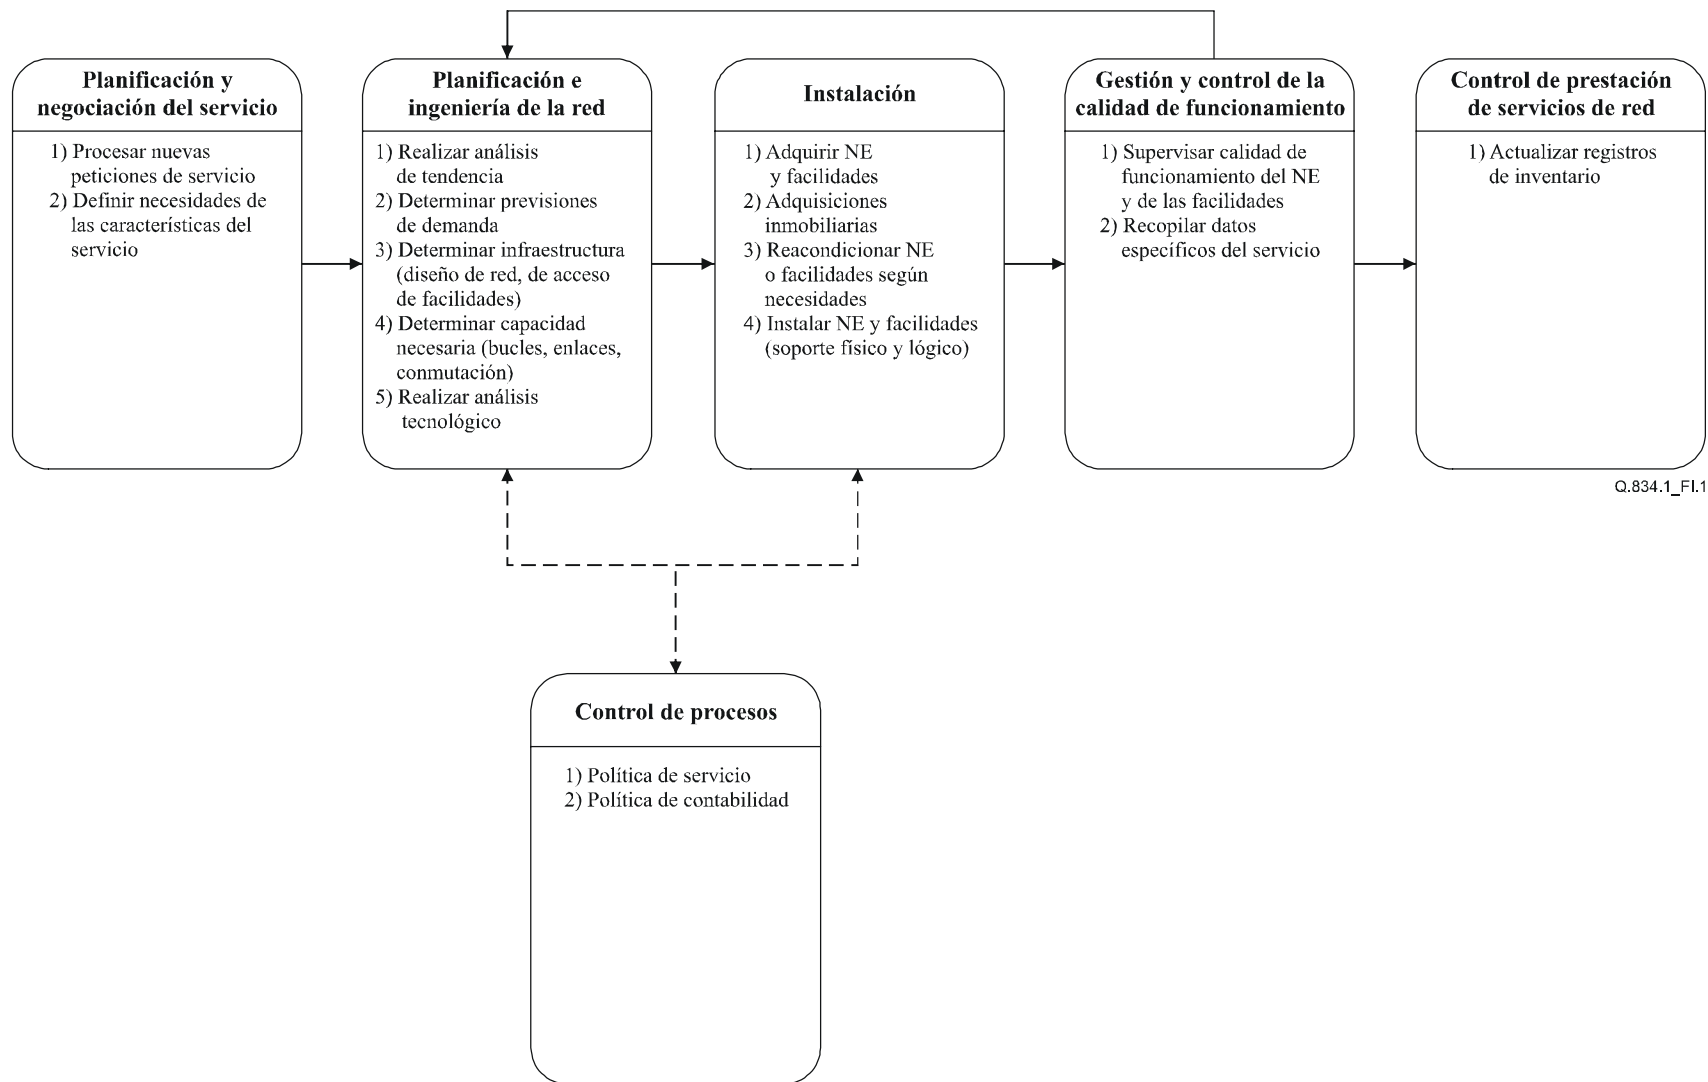 Planificación y
negociación del servicio
1) Procesar nuevas
peticiones de servicio
2) Definir necesidades de
las características del
servicio
Planificación e
ingeniería de la red
1) Realizar análisis
de tendencia
2) Determinar previsiones
de demanda
3) Determinar infraestructura
(diseño de red, de acceso
de facilidades)
4) Determinar capacidad
necesaria (bucles, enlaces,
conmutación)
5) Realizar análisis
tecnológico
Instalación
1) Adquirir NE
y facilidades
2) Adquisiciones
inmobiliarias
3) Reacondicionar NE
o facilidades según
necesidades
4) Instalar NE y facilidades
(soporte físico y lógico)
Gestión y control de la
calidad de funcionamiento
1) Supervisar calidad de
funcionamiento del NE
y de las facilidades
2) Recopilar datos
específicos del servicio
Control de prestación
de servicios de red
1) Actualizar registros
de inventario
Q.834.1_FI.1
Control de procesos
1) Política de servicio
2) Política de contabilidad